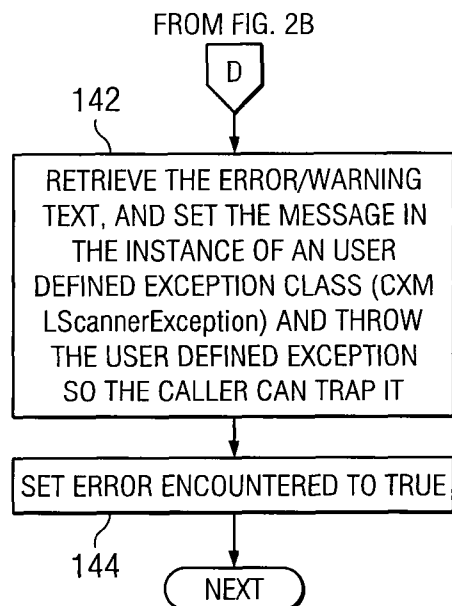 FROM FIG. 2B
D
142
RETRIEVE THE ERROR/WARNING
TEXT, AND SET THE MESSAGE IN
THE INSTANCE OF AN USER
DEFINED EXCEPTION CLASS (CXM
LScannerException) AND THROW
THE USER DEFINED EXCEPTION
SO THE CALLER CAN TRAP IT
SET ERROR ENCOUNTERED TO TRUE
144
NEXT